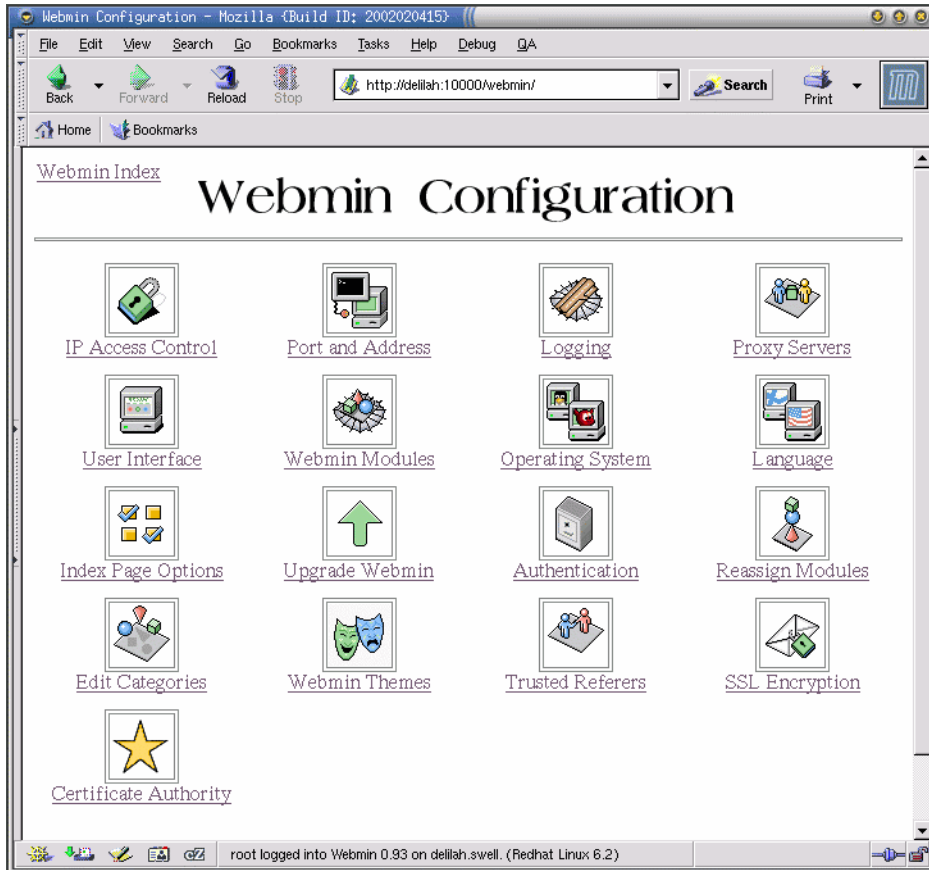 Webmin Configuration - Mozilla {Build ID: 2002020415}
File Edit View Search Go Bookmarks Tasks Help Debug QA
Back Forward Reload Stop http://delilah:10000/webmin/ Search Print
Home Bookmarks
Webmin Index
Webmin Configuration
IP Access Control Port and Address Logging Proxy Servers
User Interface Webmin Modules Operating System Language
Index Page Options Upgrade Webmin Authentication Reassign Modules
Edit Categories Webmin Themes Trusted Referers SSL Encryption
Certificate Authority
root logged into Webmin 0.93 on delilah.swell. (Redhat Linux 6.2)